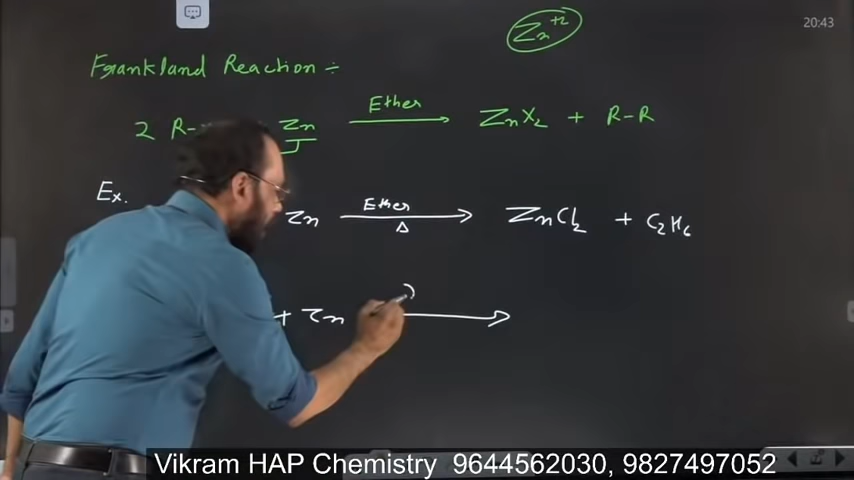 Zn+2
20:43
Frankland Reaction ÷
2 R- Zn Ether ZnX2 + R-R
Ex. Zn Ether Δ ZnCl2 + C2H6
+ Zn
Vikram HAP Chemistry 9644562030, 9827497052